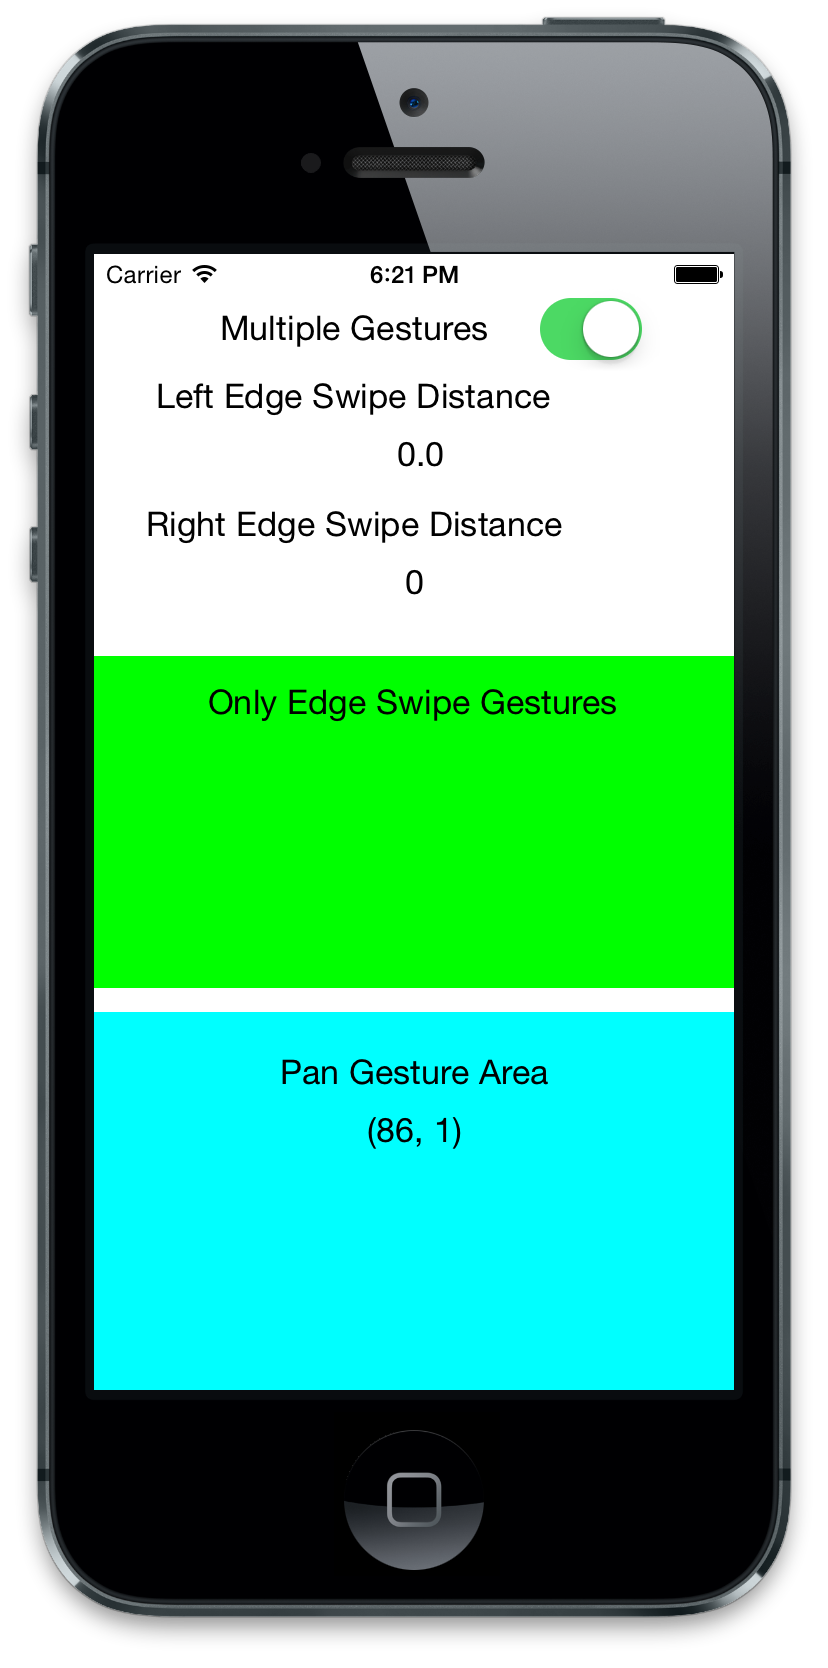 Carrier 6:21 PM
Multiple Gestures
Left Edge Swipe Distance
0.0
Right Edge Swipe Distance
0
Only Edge Swipe Gestures
Pan Gesture Area
(86, 1)